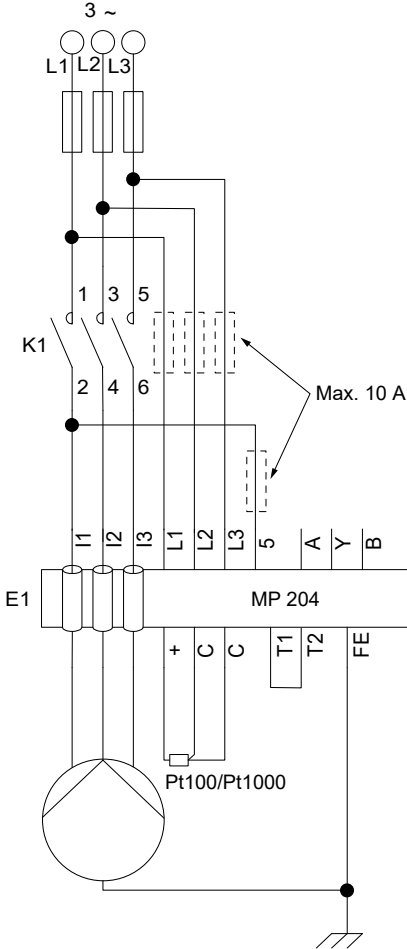 3 ~
L1 L2 L3
1 3 5
K1
2 4 6
Max. 10 A
I1 I2 I3 L1 L2 L3 5 A Y B
E1 MP 204
+ C C T1 T2 FE
Pt100/Pt1000